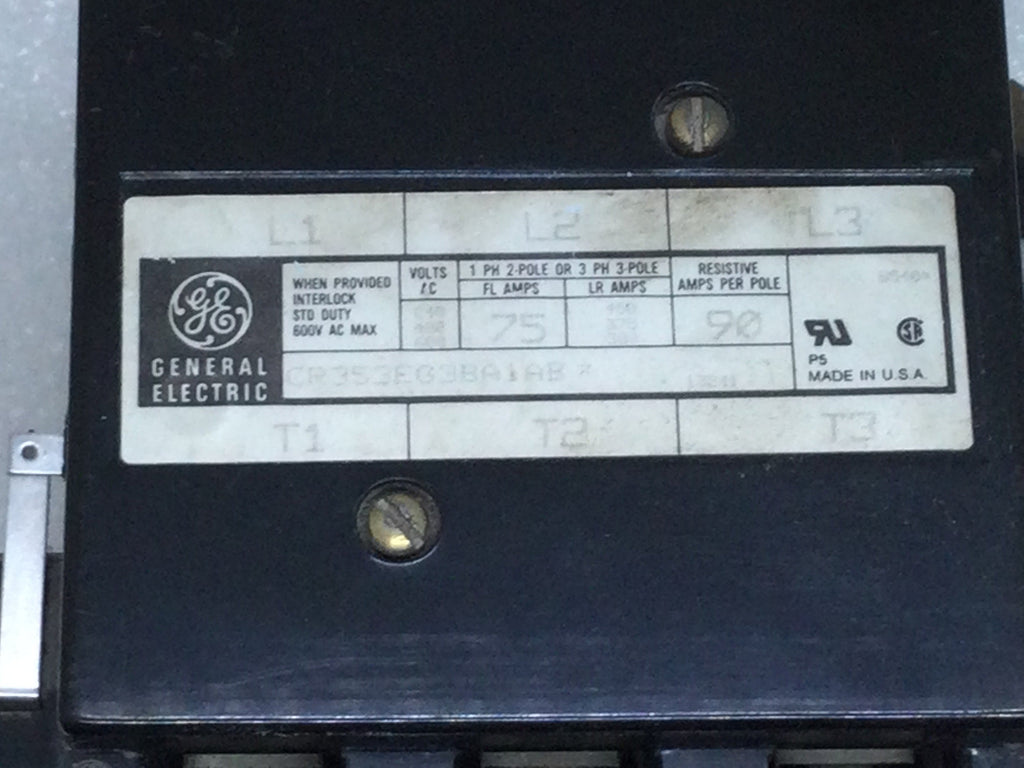 L1 L2 L3
GE
GENERAL
ELECTRIC
WHEN PROVIDED
INTERLOCK
STD DUTY
600V AC MAX
VOLTS
AC
1 PH 2-POLE OR 3 PH 3-POLE
FL AMPS
LR AMPS
75
RESISTIVE
AMPS PER POLE
90
P5
MADE IN U.S.A.
T1 T2 T3